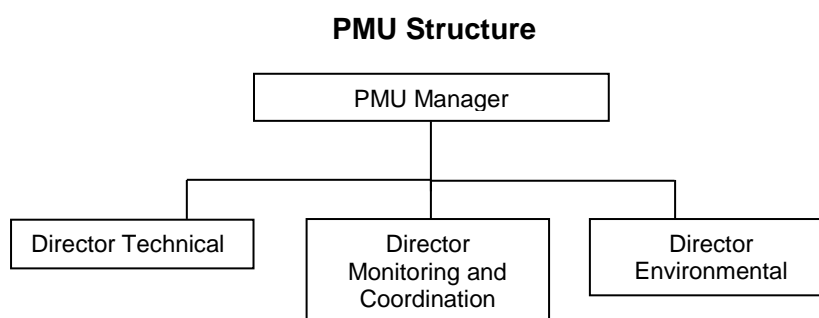 PMU Structure
PMU Manager
Director Technical
Director
Monitoring and
Coordination
Director
Environmental